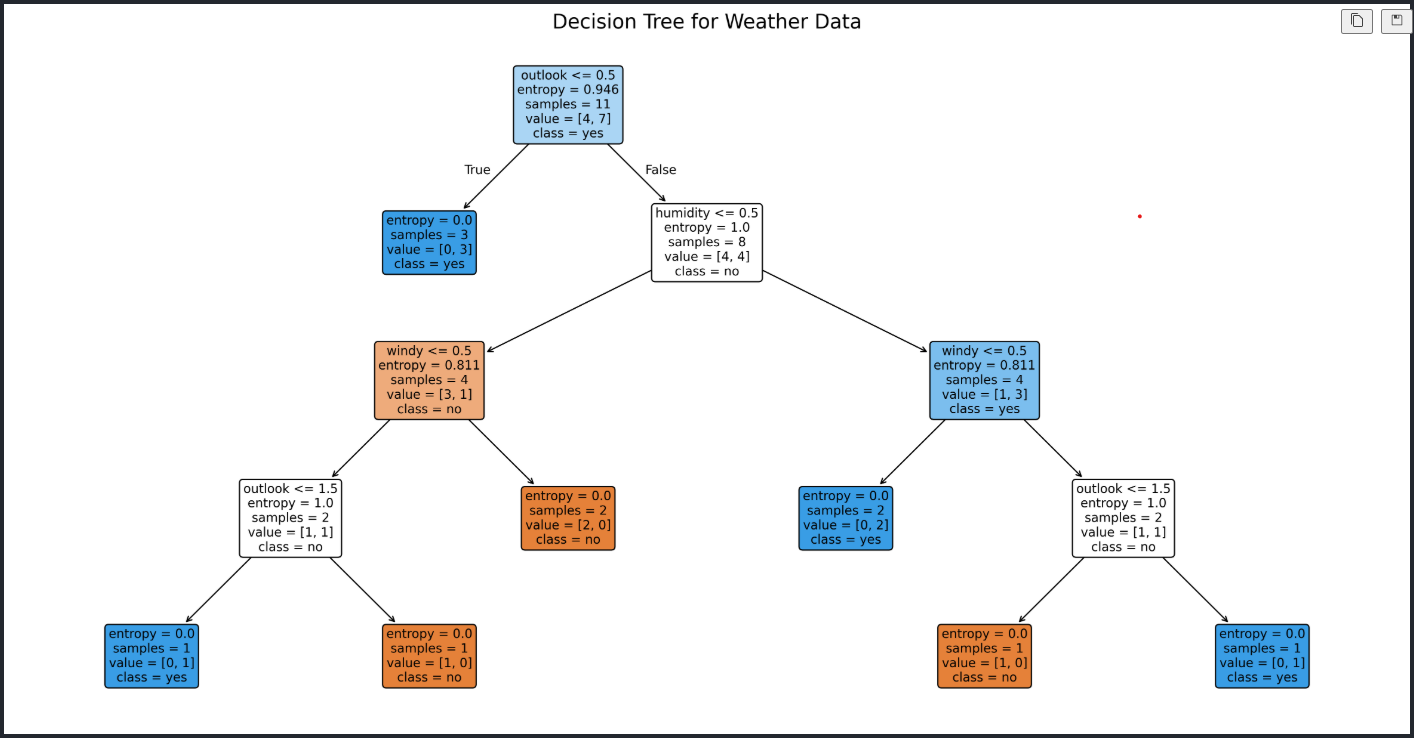 Decision Tree for Weather Data
outlook <= 0.5
entropy = 0.946
samples = 11
value = [4, 7]
class = yes
True
False
entropy = 0.0
samples = 3
value = [0, 3]
class = yes
humidity <= 0.5
entropy = 1.0
samples = 8
value = [4, 4]
class = no
windy <= 0.5
entropy = 0.811
samples = 4
value = [3, 1]
class = no
windy <= 0.5
entropy = 0.811
samples = 4
value = [1, 3]
class = yes
outlook <= 1.5
entropy = 1.0
samples = 2
value = [1, 1]
class = no
entropy = 0.0
samples = 2
value = [2, 0]
class = no
entropy = 0.0
samples = 2
value = [0, 2]
class = yes
outlook <= 1.5
entropy = 1.0
samples = 2
value = [1, 1]
class = no
entropy = 0.0
samples = 1
value = [0, 1]
class = yes
entropy = 0.0
samples = 1
value = [1, 0]
class = no
entropy = 0.0
samples = 1
value = [1, 0]
class = no
entropy = 0.0
samples = 1
value = [0, 1]
class = yes